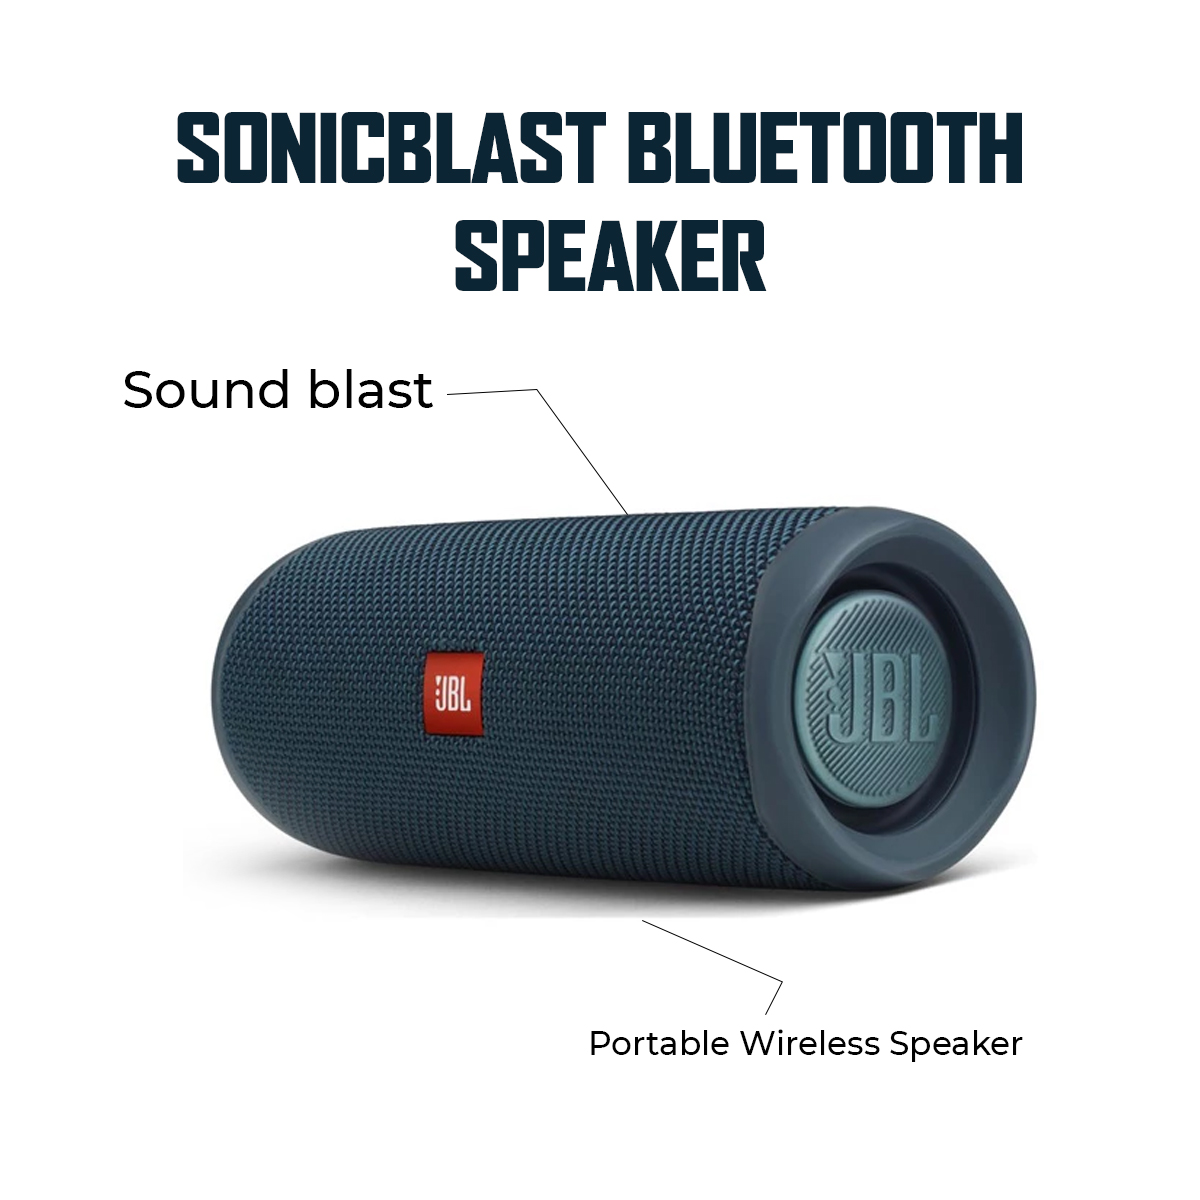 SONICBLAST BLUETOOTH
SPEAKER
Sound blast
JBL
JBL
Portable Wireless Speaker